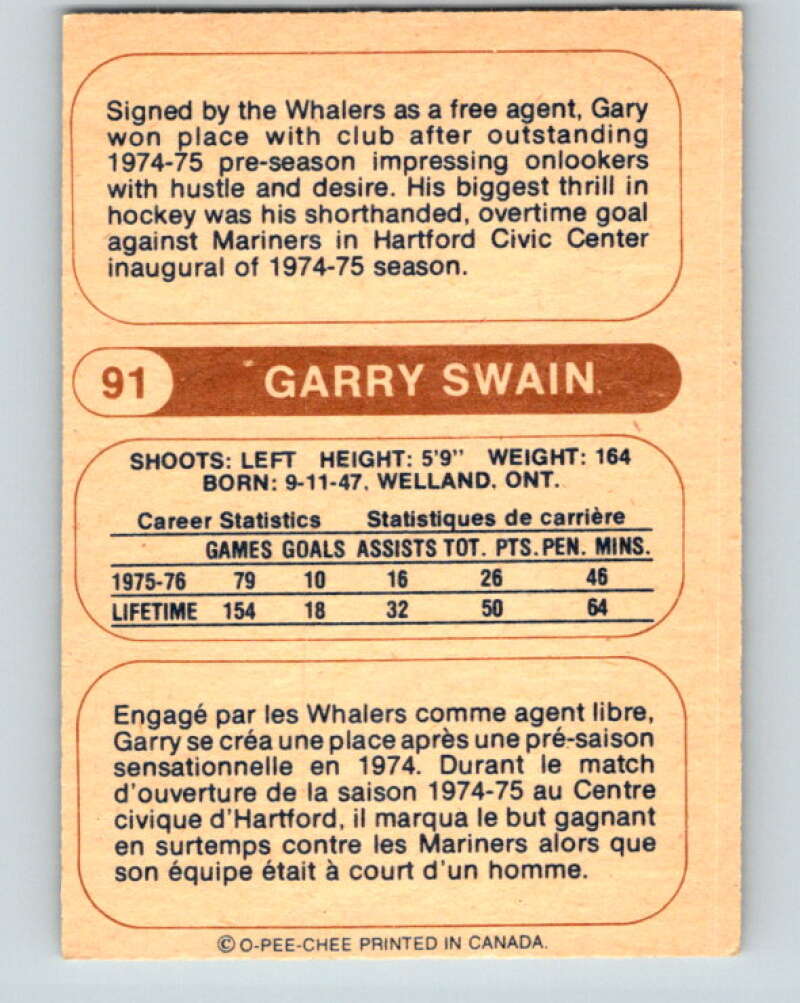 Signed by the Whalers as a free agent, Gary
won place with club after outstanding
1974-75 pre-season impressing onlookers
with hustle and desire. His biggest thrill in
hockey was his shorthanded, overtime goal
against Mariners in Hartford Civic Center
inaugural of 1974-75 season.
91 GARRY SWAIN
SHOOTS: LEFT HEIGHT: 5'9" WEIGHT: 164
BORN: 9-11-47. WELLAND. ONT.
Career Statistics Statistiques de carrière
GAMES GOALS ASSISTS TOT. PTS. PEN. MINS.
1975-76 79 10 16 26 46
LIFETIME 154 18 32 50 64
Engagé par les Whalers comme agent libre,
Garry se créa une place après une pré-saison
sensationnelle en 1974. Durant le match
d'ouverture de la saison 1974-75 au Centre
civique d'Hartford, il marqua le but gagnant
en surtemps contre les Mariners alors que
son équipe était à court d'un homme.
© O-PEE-CHEE PRINTED IN CANADA.